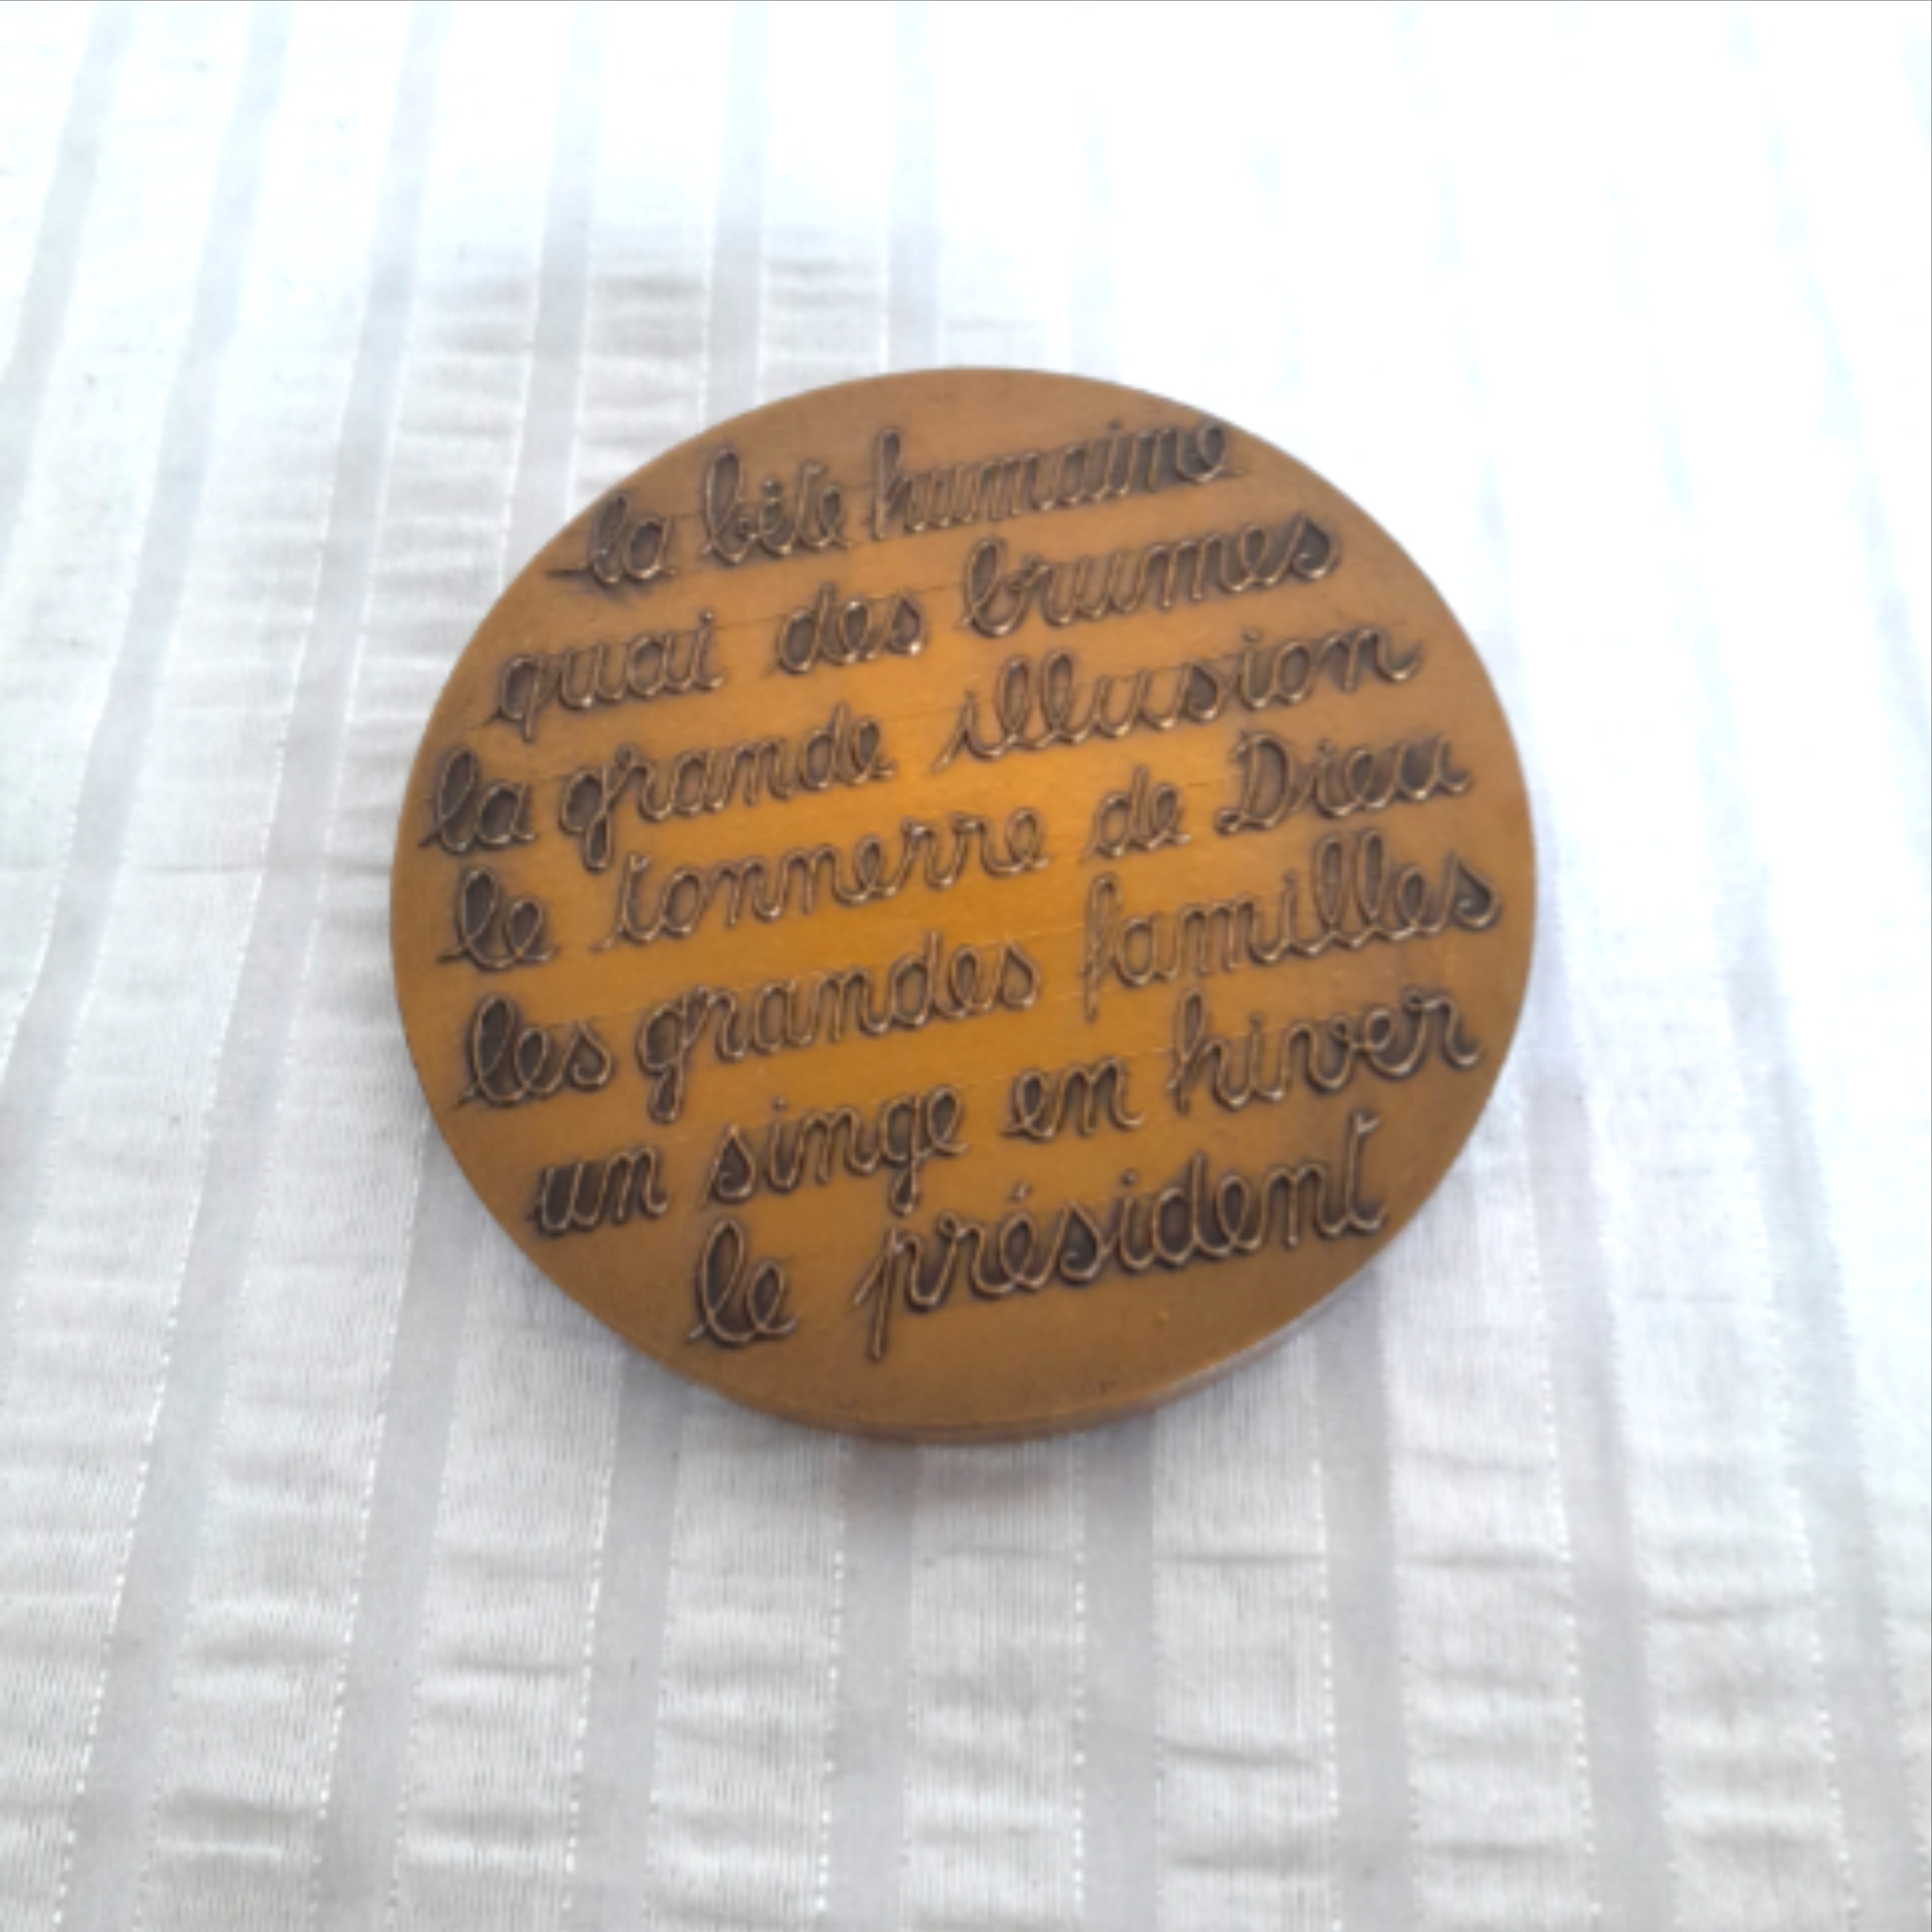 la bête humaine
quai des brumes
la grande illusion
le tonnerre de Dieu
les grandes familles
un singe en hiver
le président